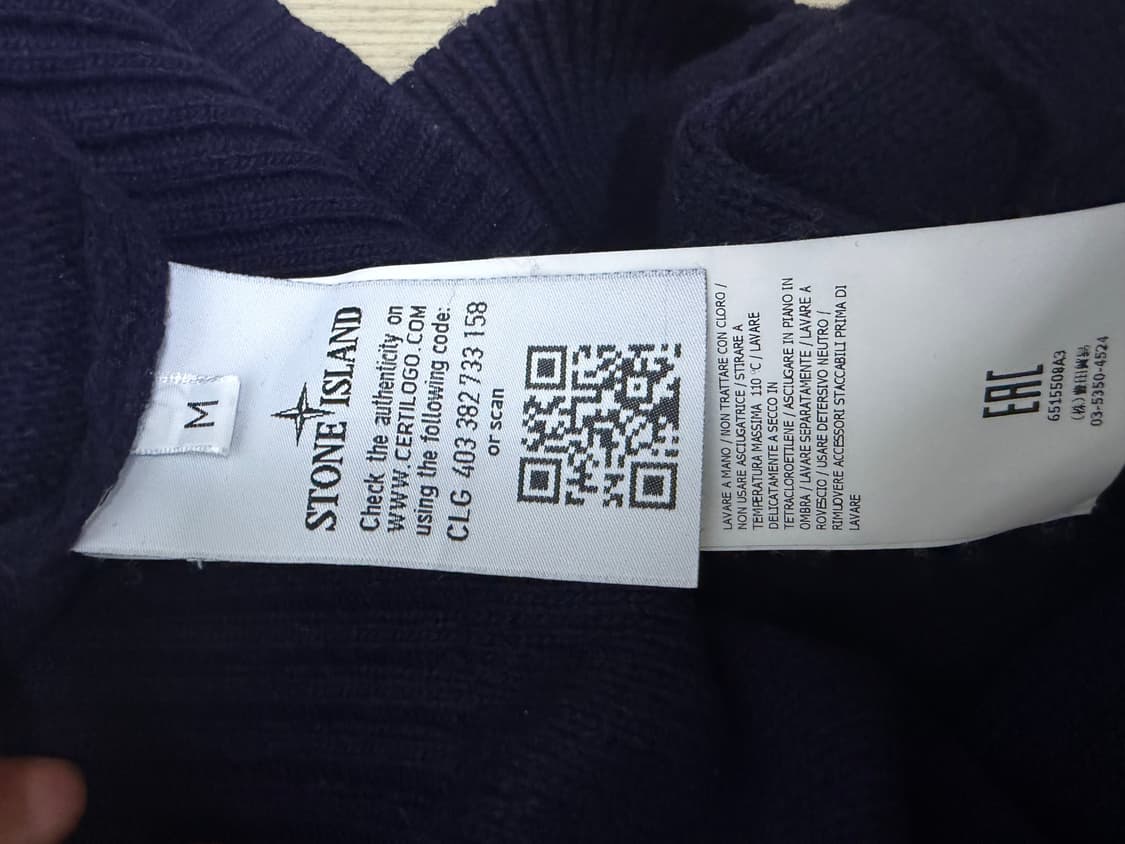 M
STONE ISLAND
Check the authenticity on
WWW.CERTILOGO.COM
using the following code:
CLG 403 382 733 158
or scan
LAVARE A MANO / NON TRATTARE CON CLORO /
NON USARE ASCIUGATRICE / STIRARE A
TEMPERATURA MASSIMA 110 °C / LAVARE
DELICATAMENTE A SECCO IN
TETRACLOROETILENE / ASCIUGARE IN PIANO IN
OMBRA / LAVARE SEPARATAMENTE / LAVARE A
ROVESCIO / USARE DETERSIVO NEUTRO /
RIMUOVERE ACCESSORI STACCABILI PRIMA DI
LAVARE
EAC
6515508A3
03-5350-4524